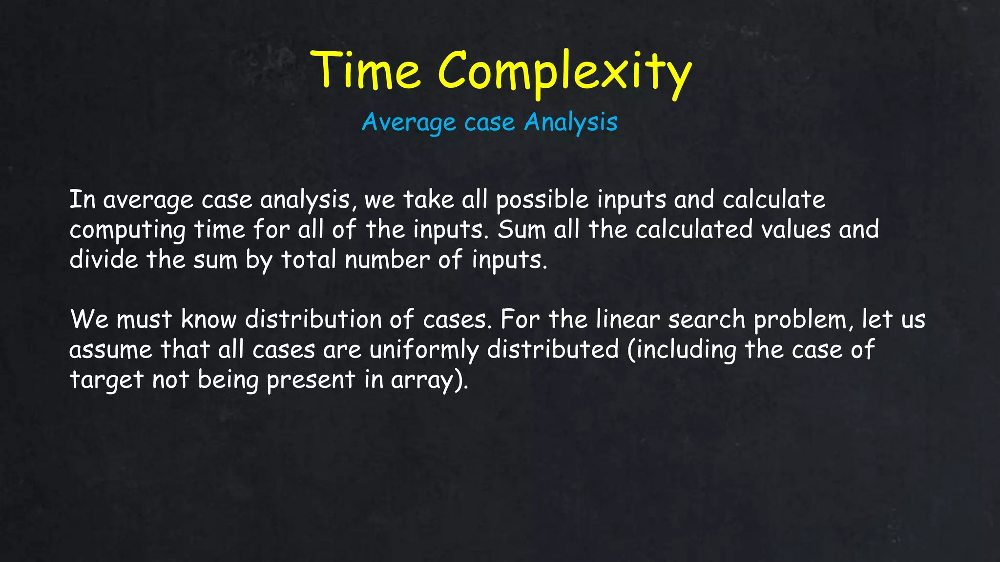 Time Complexity
Average case Analysis
In average case analysis, we take all possible inputs and calculate
computing time for all of the inputs. Sum all the calculated values and
divide the sum by total number of inputs.
We must know distribution of cases. For the linear search problem, let us
assume that all cases are uniformly distributed (including the case of
target not being present in array).